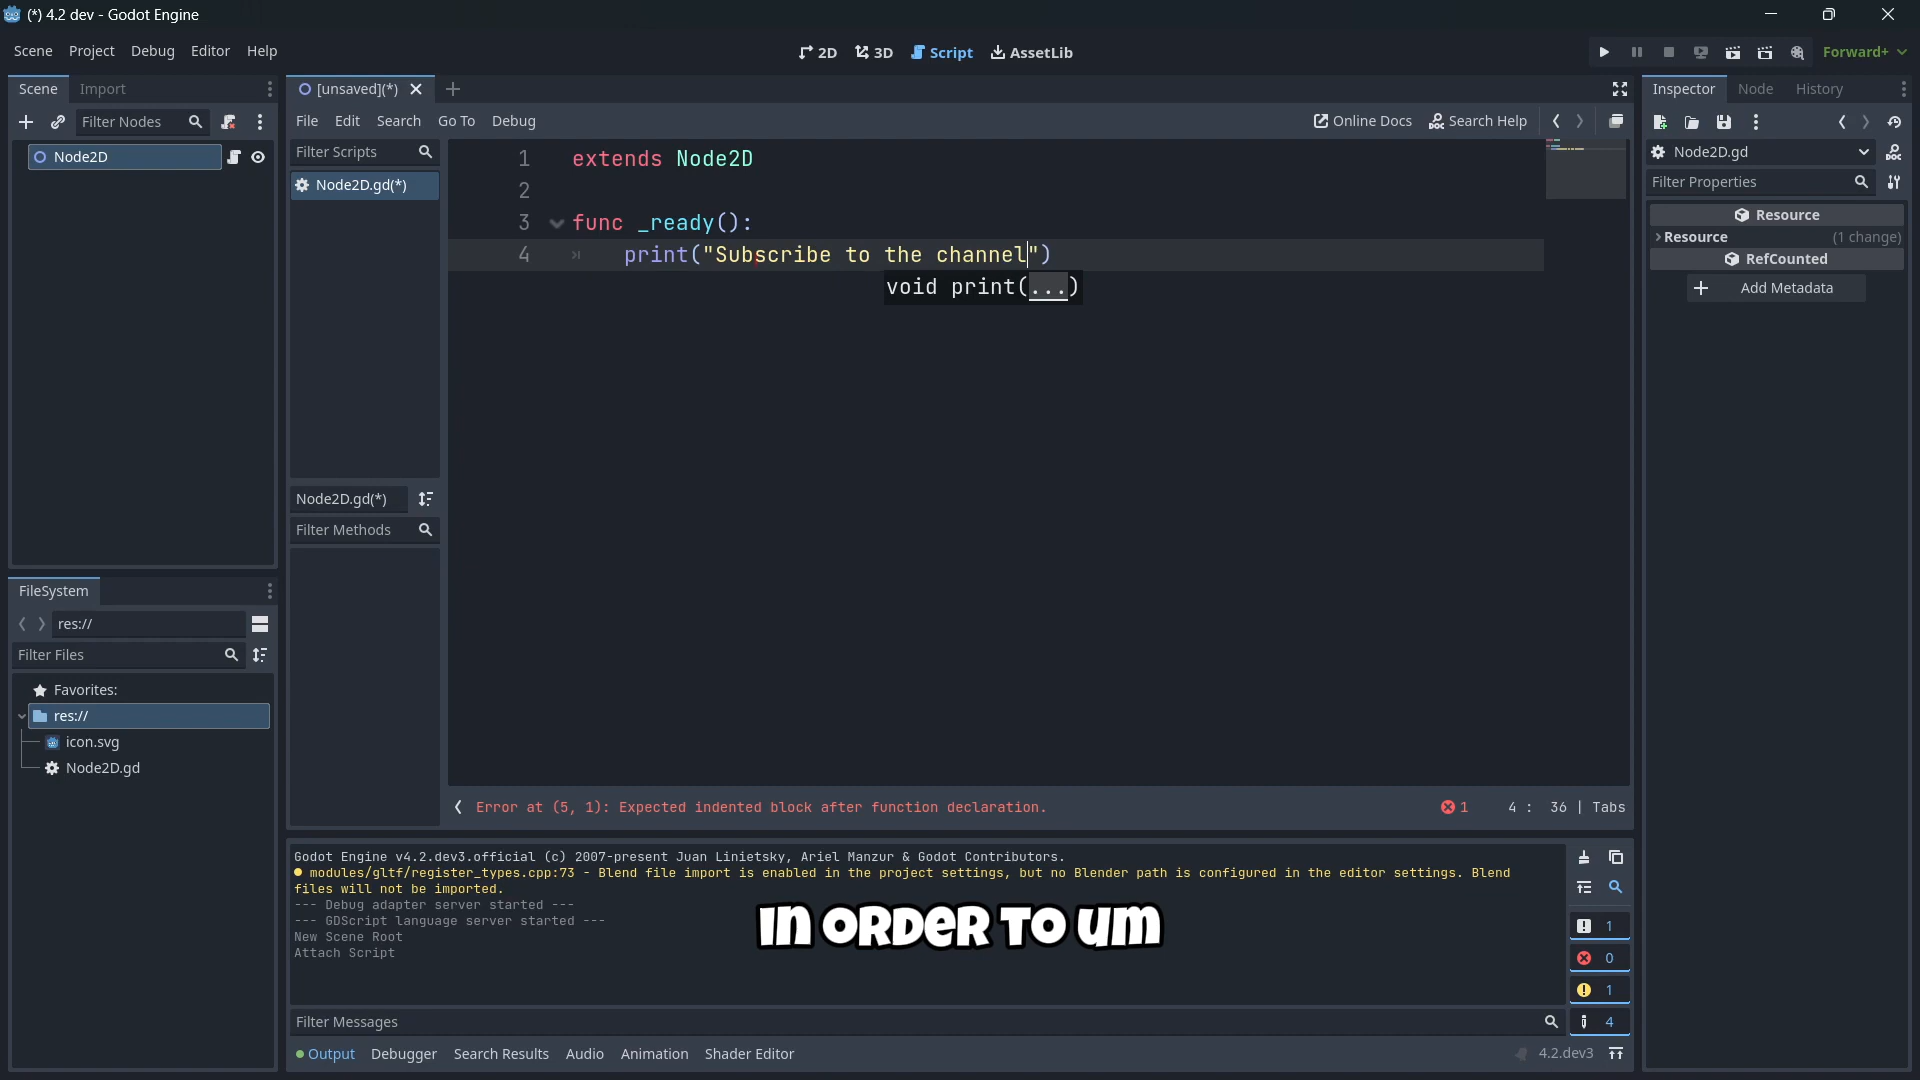 (*) 4.2 dev - Godot Engine
Scene Project Debug Editor Help
2D 3D Script AssetLib
Forward+
Scene Import
Filter Nodes
Node2D
[unsaved](*)
File Edit Search Go To Debug
Online Docs Search Help
Filter Scripts
Node2D.gd(*)
Node2D.gd(*)
Filter Methods
1 extends Node2D
2
3 func _ready():
4 print("Subscribe to the channel")
void print(...)
Error at (5, 1): Expected indented block after function declaration.
1 4 : 36 | Tabs
Inspector Node History
Node2D.gd
Filter Properties
Resource
Resource (1 change)
RefCounted
Add Metadata
FileSystem
res://
Filter Files
Favorites:
res://
icon.svg
Node2D.gd
Godot Engine v4.2.dev3.official (c) 2007-present Juan Linietsky, Ariel Manzur & Godot Contributors.
modules/gltf/register_types.cpp:73 - Blend file import is enabled in the project settings, but no Blender path is configured in the editor settings. Blend
files will not be imported.
--- Debug adapter server started ---
--- GDScript language server started ---
New Scene Root
Attach Script
IN ORDER TO UM
1
0
1
4
Filter Messages
Output Debugger Search Results Audio Animation Shader Editor
4.2.dev3